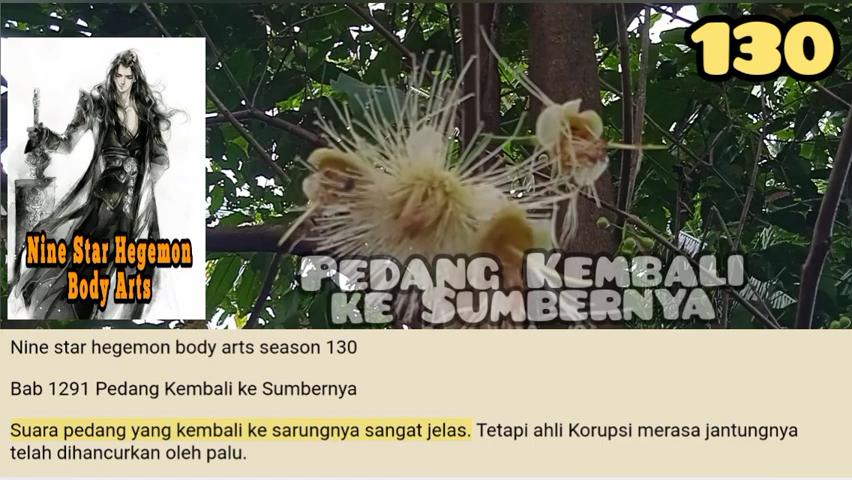 130
Nine Star Hegemon
Body Arts
Pedang Kembali
ke Sumbernya
Nine star hegemon body arts season 130
Bab 1291 Pedang Kembali ke Sumbernya
Suara pedang yang kembali ke sarungnya sangat jelas. Tetapi ahli Korupsi merasa jantungnya
telah dihancurkan oleh palu.